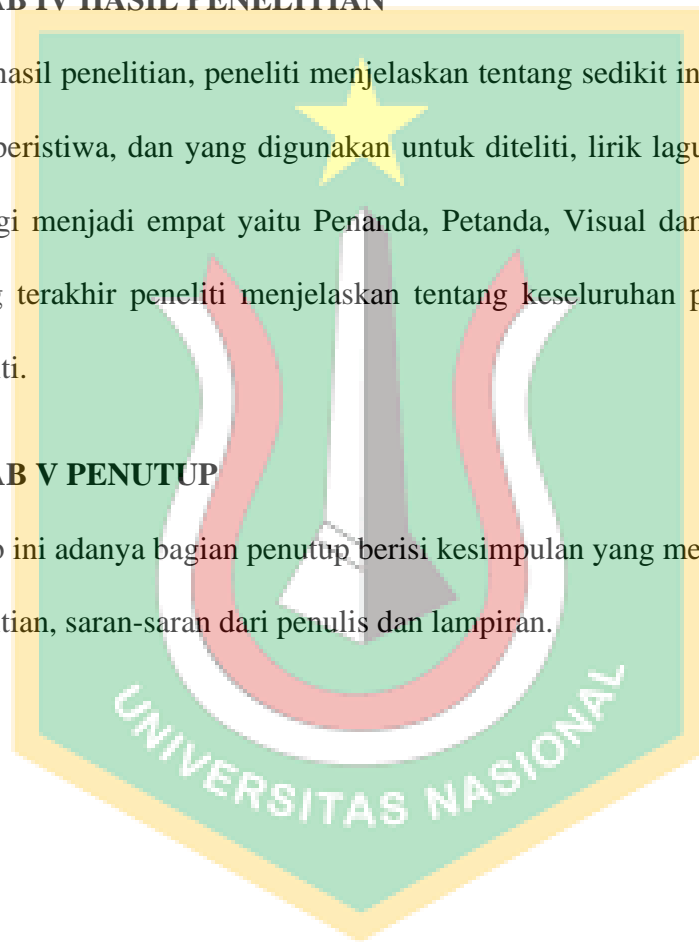 AB IV HASIL PENELITIAN
hasil penelitian, peneliti menjelaskan tentang sedikit in
peristiwa, dan yang digunakan untuk diteliti, lirik lagu
gi menjadi empat yaitu Penanda, Petanda, Visual dan
g terakhir peneliti menjelaskan tentang keseluruhan p
ti.
AB V PENUTUP
o ini adanya bagian penutup berisi kesimpulan yang me
tian, saran-saran dari penulis dan lampiran.
UNIVERSITAS NASIONAL